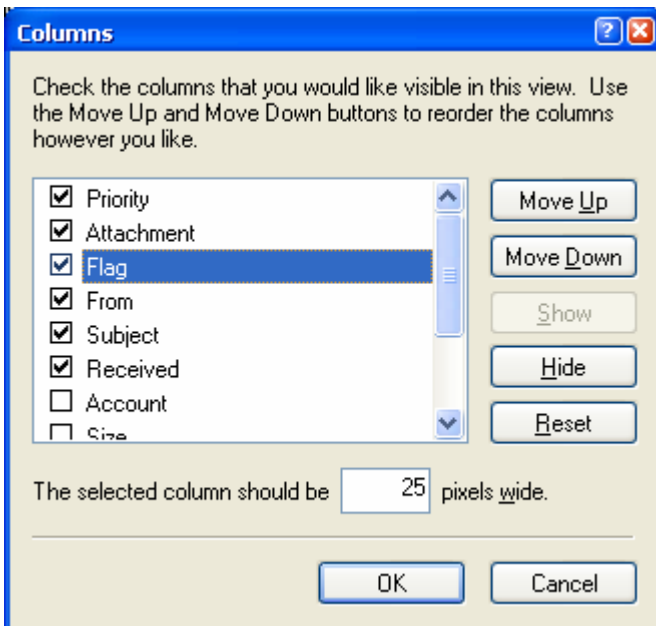 Columns
Check the columns that you would like visible in this view.  Use
the Move Up and Move Down buttons to reorder the columns
however you like.
Priority
Attachment
Flag
From
Subject
Received
Account
Size
Move Up
Move Down
Show
Hide
Reset
The selected column should be 25 pixels wide.
OK
Cancel